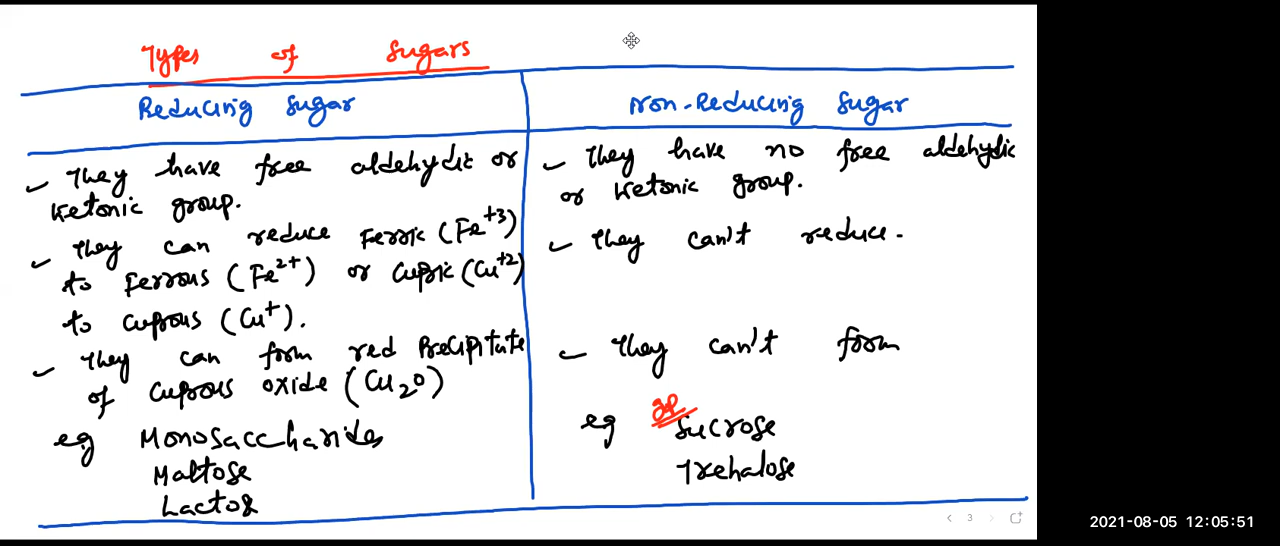 Types of Sugars
Reducing Sugar
They have free aldehydic or
Ketonic group.
They can reduce Ferric (Fe+3)
to Ferrous (Fe2+) or Cupric (Cu+2)
to Cuprous (Cu+).
They can form red Precipitate
of Cuprous oxide (Cu2O)
eg Monosaccharides
Maltose
Lactose
Non-Reducing Sugar
They have no free aldehydic
or Ketonic group.
They can't reduce.
They can't form
eg Sucrose
Trehalose
3
2021-08-05 12:05:51